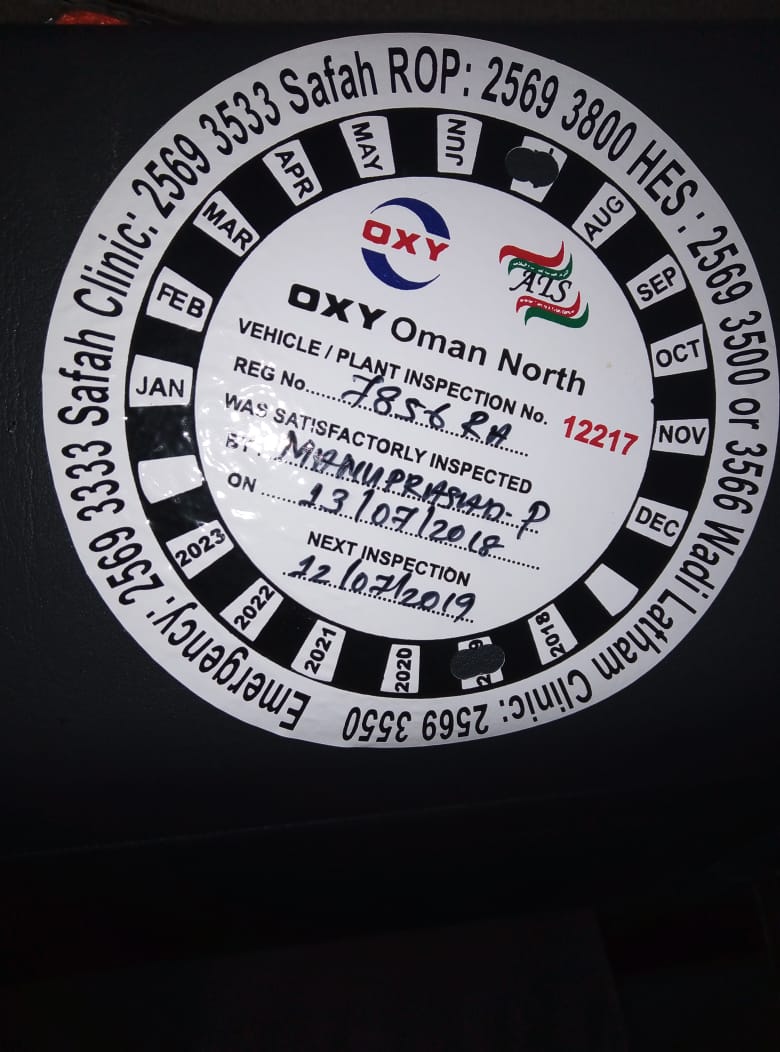 Emergency: 2569 3333 Safah Clinic: 2569 3533 Safah ROP: 2569 3800 HES: 2569 3500 or 3566 Wadi Latham Clinic: 2569 3550
JAN
FEB
MAR
APR
MAY
JUN
AUG
SEP
OCT
NOV
DEC
2018
2020
2021
2022
2023
OXY
AIS
OXY Oman North
VEHICLE / PLANT INSPECTION No. 12217
REG No. 7856 RA
WAS SATISFACTORILY INSPECTED
BY: MANUPRASAD-P
ON 13/07/2018
NEXT INSPECTION
12/07/2019